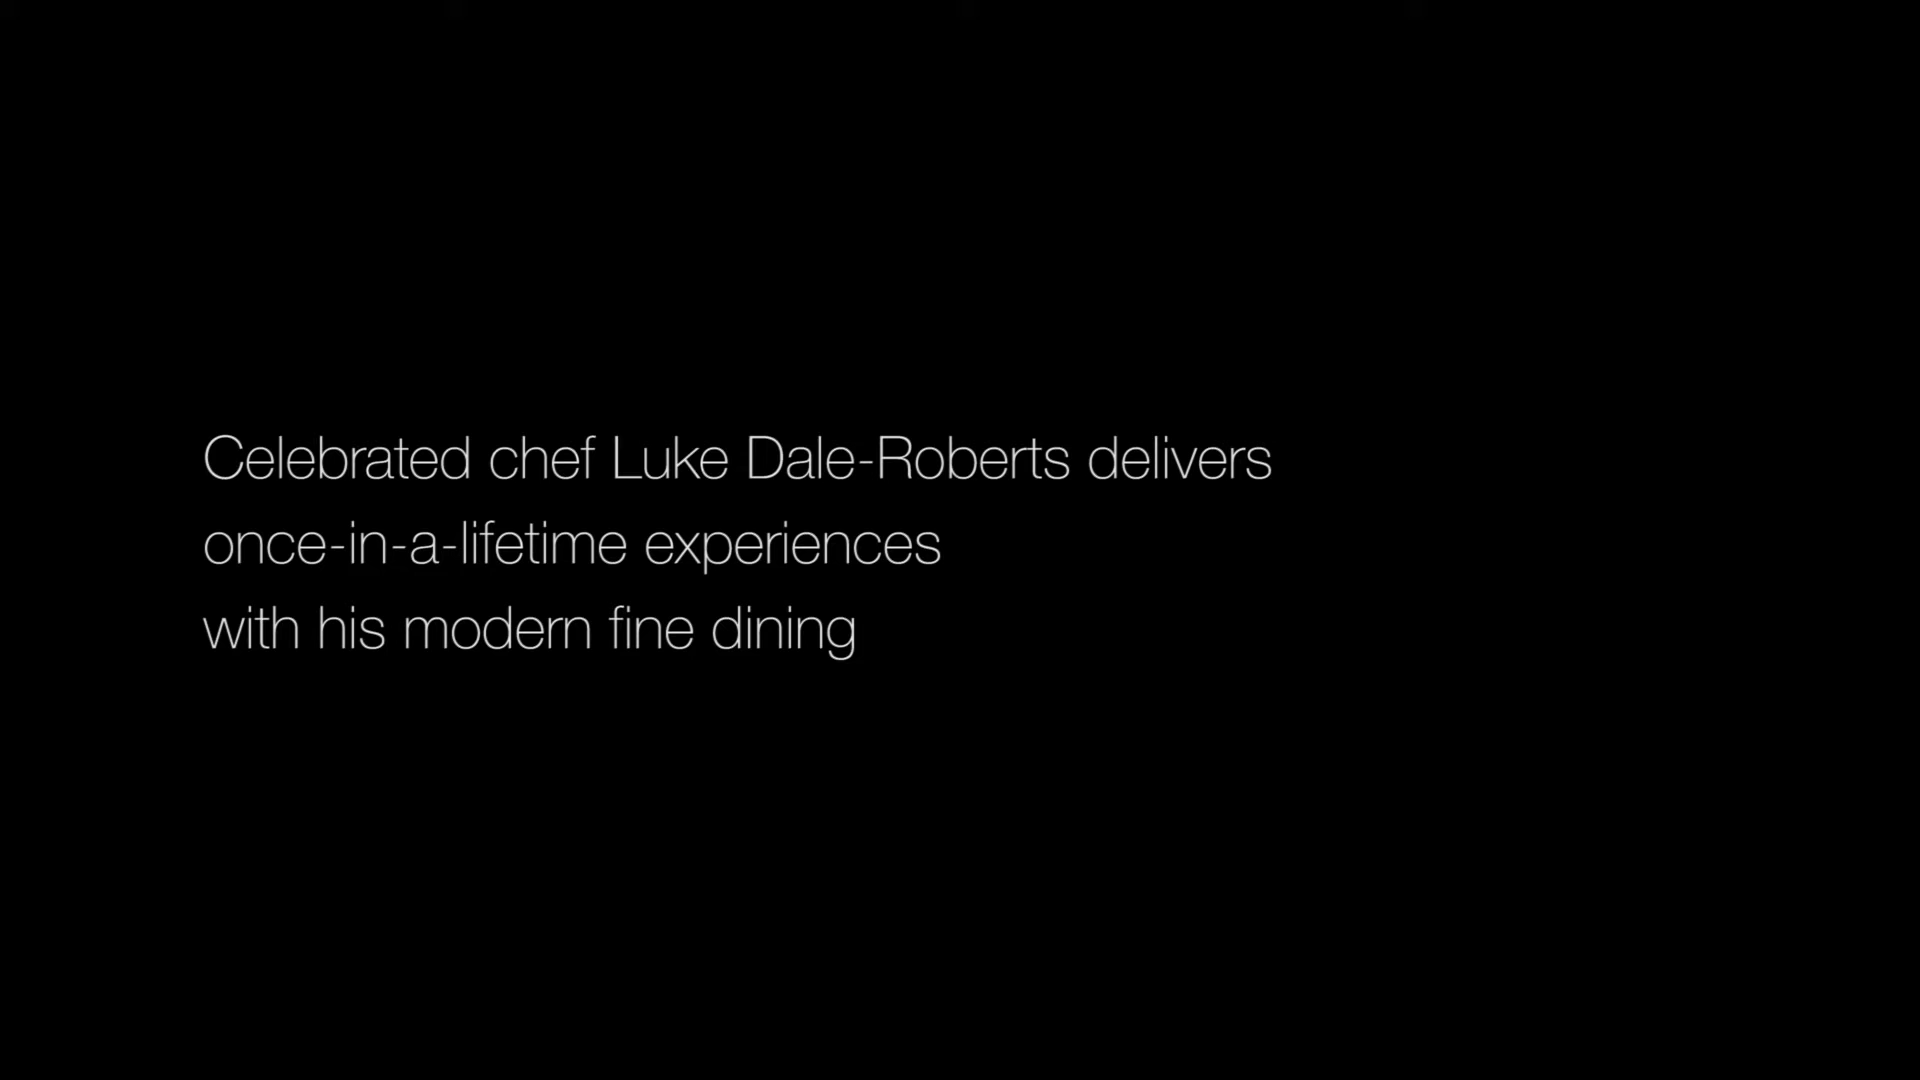 Celebrated chef Luke Dale-Roberts delivers
once-in-a-lifetime experiences
with his modern fine dining